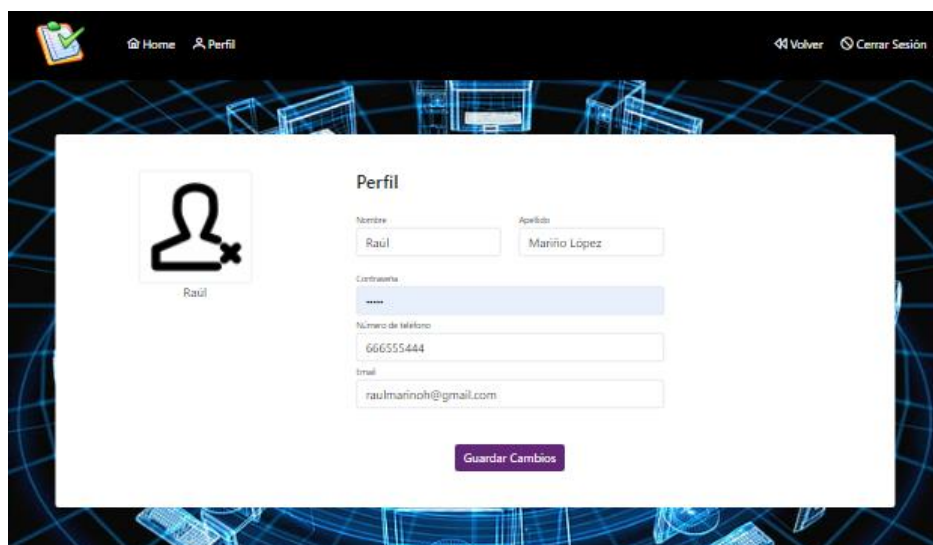 Home Perfil Volver Cerrar Sesión
Perfil
Nombre Apellido
Raúl Mariño López
Raúl
Contraseña
•••••
Número de teléfono
666555444
Email
raulmarinoh@gmail.com
Guardar Cambios